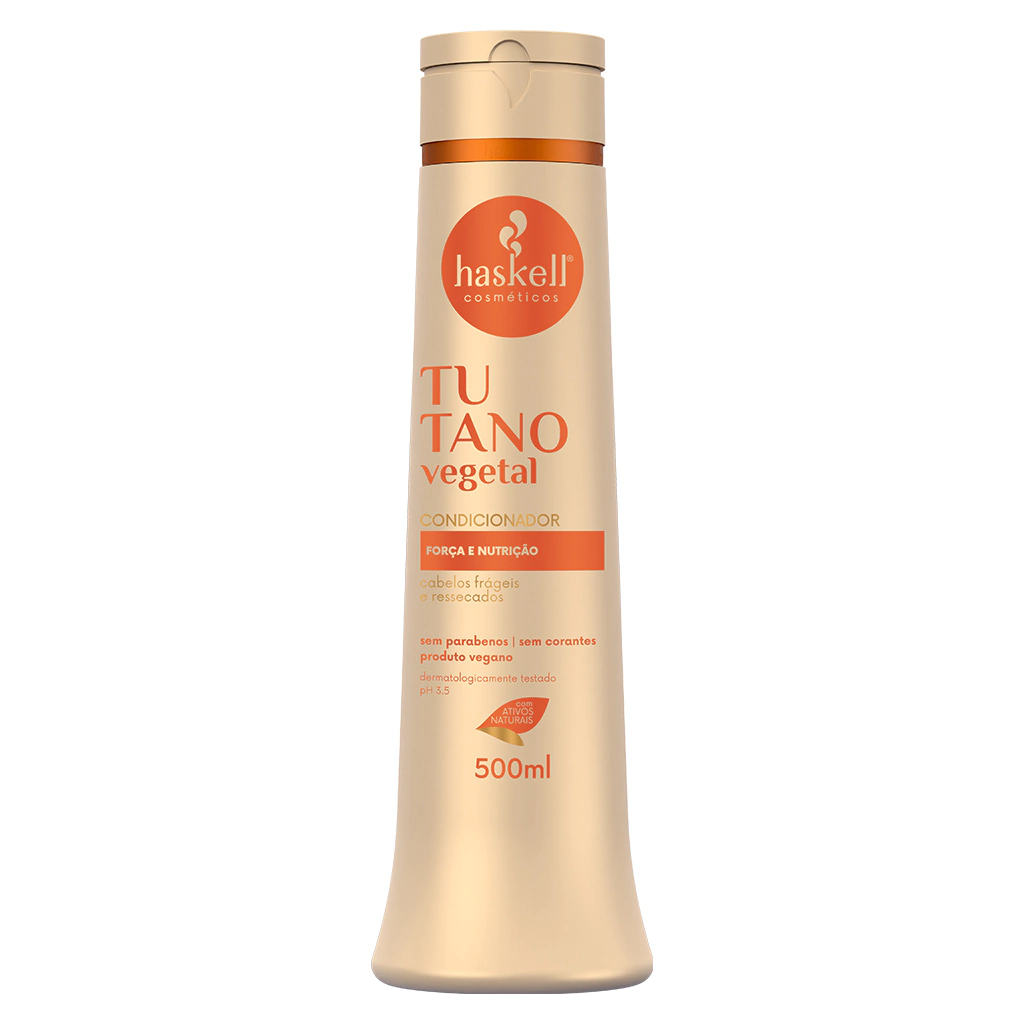 haskell®
cosméticos
TU
TANO
vegetal
CONDICIONADOR
FORÇA E NUTRIÇÃO
cabelos frágeis
e ressecados
sem parabenos | sem corantes
produto vegano
dermatologicamente testado
pH 3.5
com
ATIVOS
NATURAIS
500ml